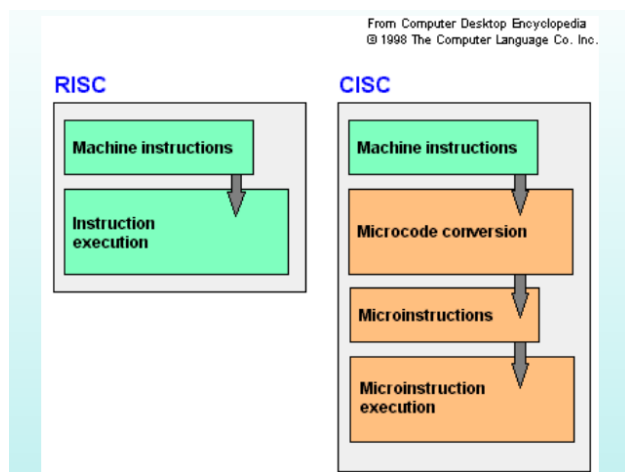 From Computer Desktop Encyclopedia
© 1998 The Computer Language Co. Inc.
RISC
Machine instructions
Instruction
execution
CISC
Machine instructions
Microcode conversion
Microinstructions
Microinstruction
execution